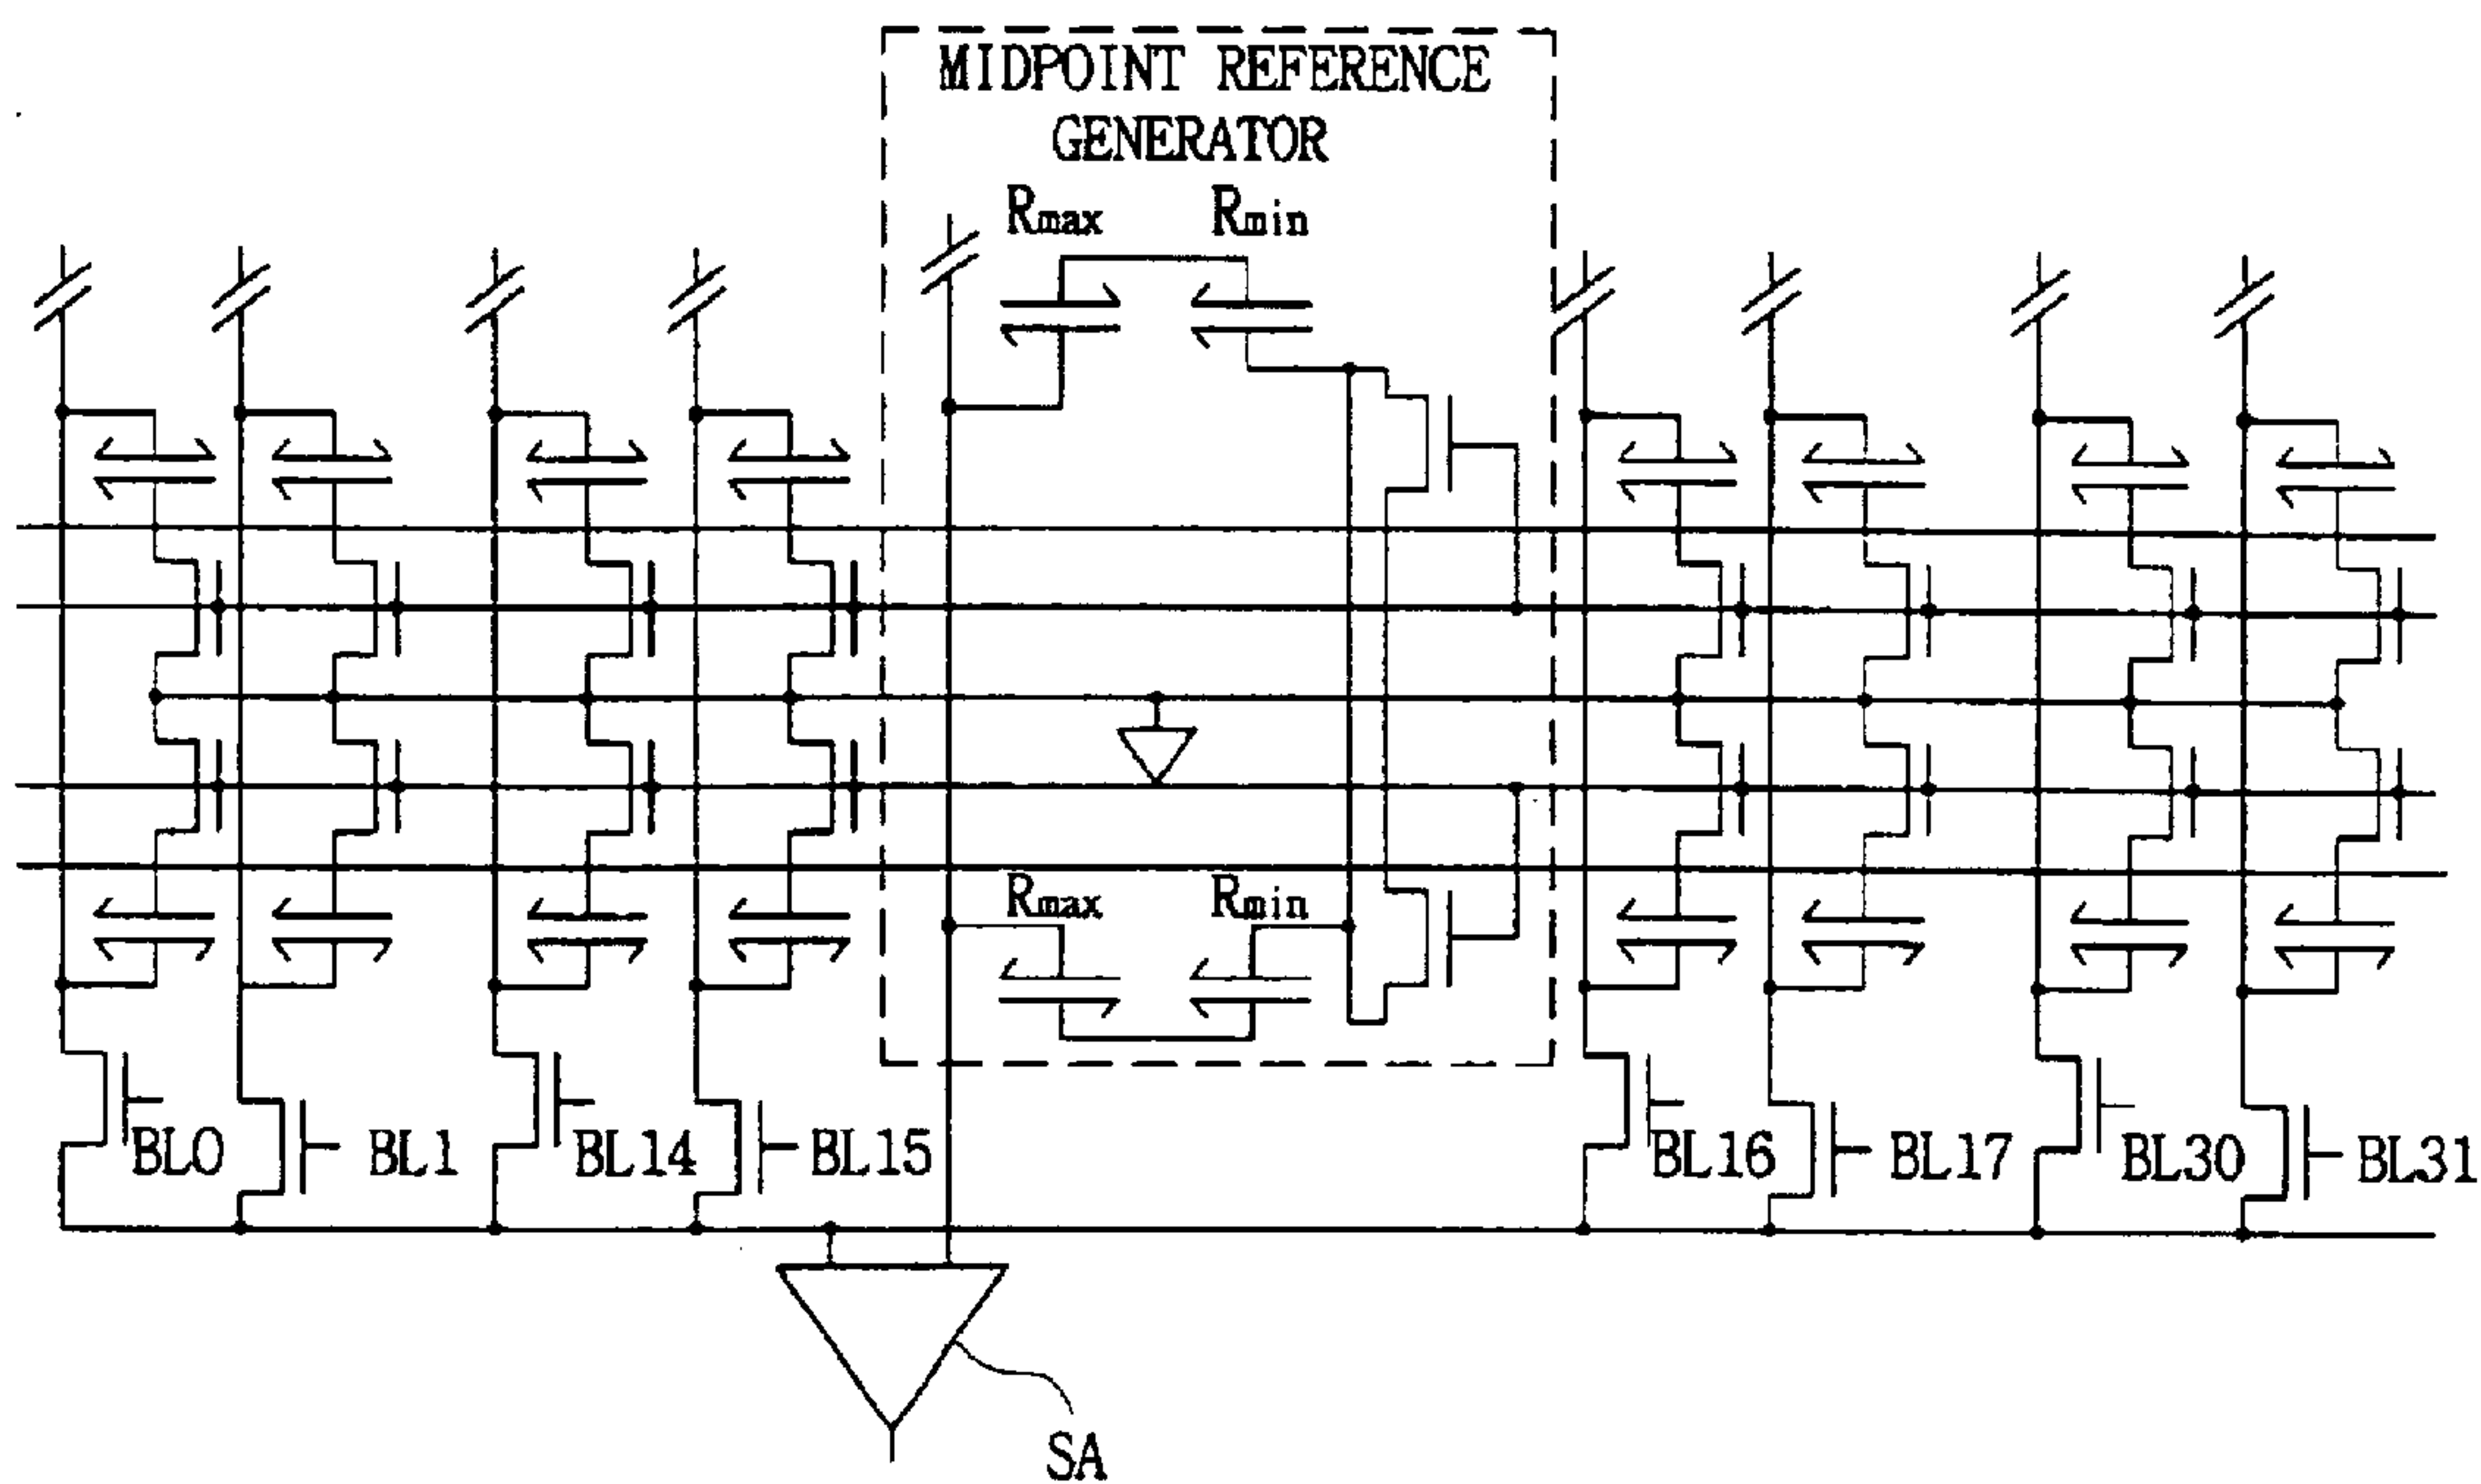 MIDPOINT REFERENCE
GENERATOR
Rmax Rmin
Rmax Rmin
BL0 BL1 BL14 BL15 BL16 BL17 BL30 BL31
SA